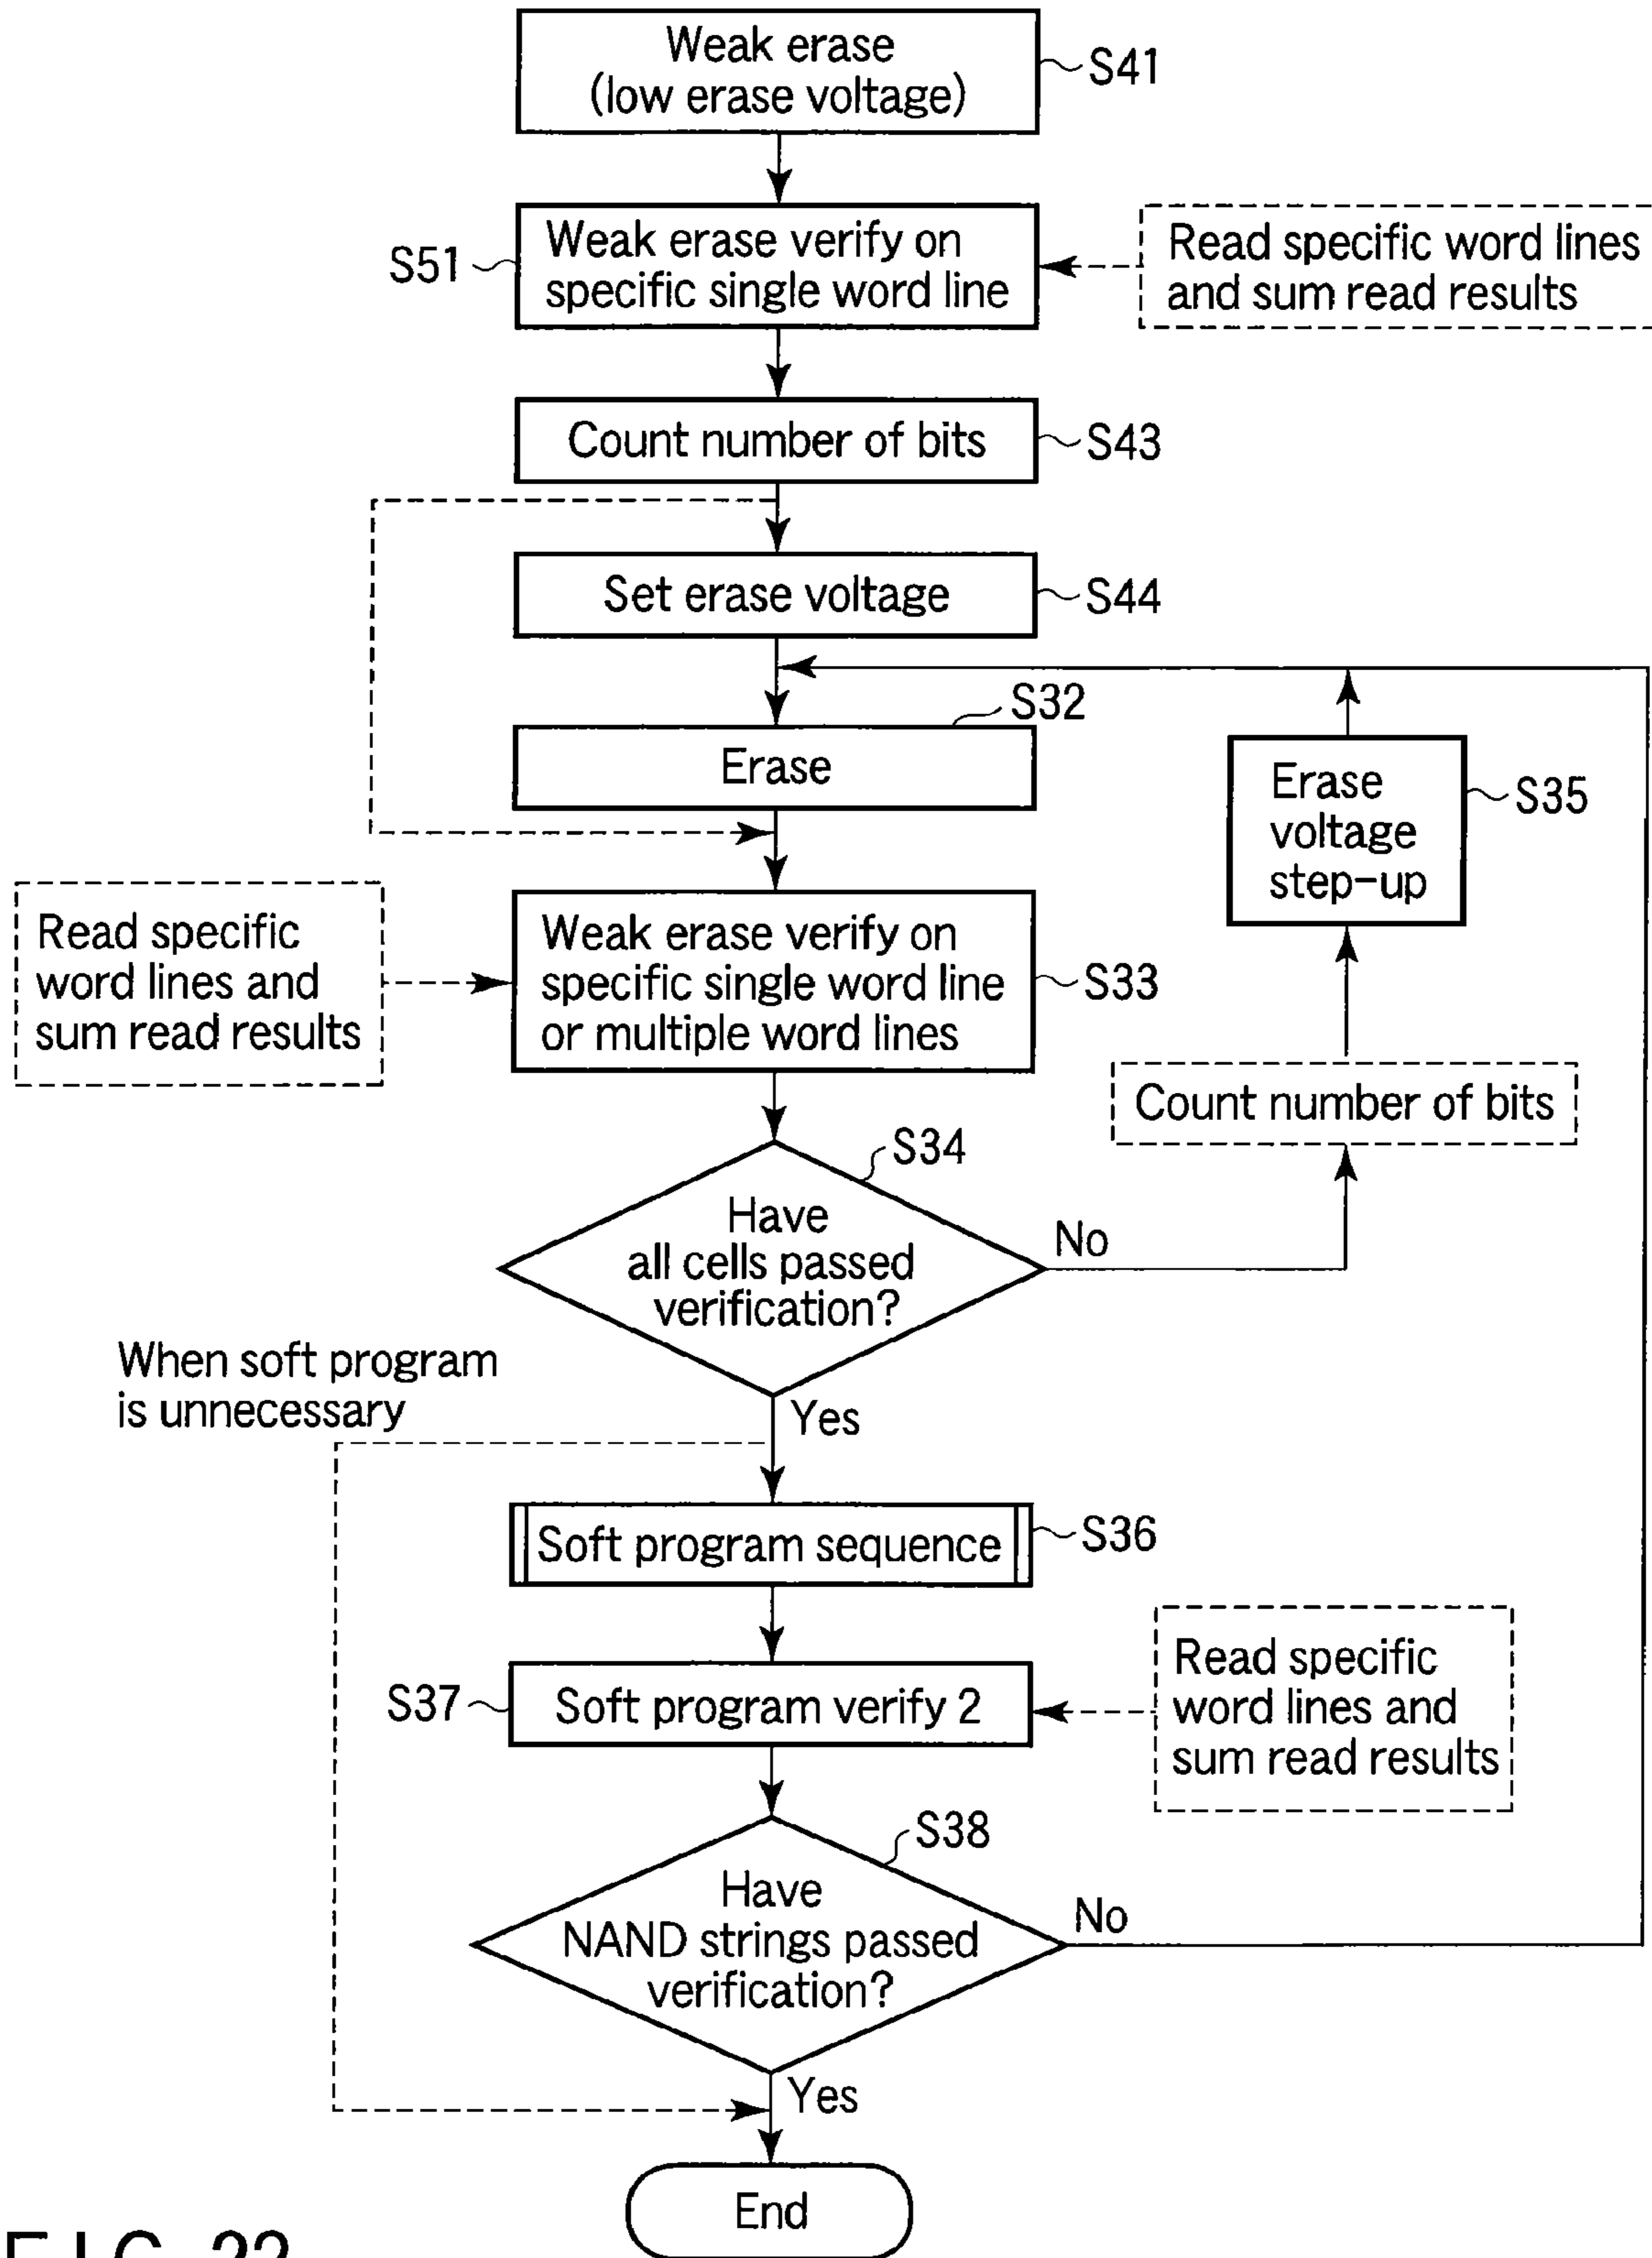 Weak erase
(low erase voltage)
S41
S51
Weak erase verify on
specific single word line
Read specific word lines
and sum read results
Count number of bits
S43
Set erase voltage
S44
S32
Erase
Erase
voltage
step-up
S35
Read specific
word lines and
sum read results
Weak erase verify on
specific single word line
or multiple word lines
S33
Count number of bits
S34
Have
all cells passed
verification?
No
When soft program
is unnecessary
Yes
Soft program sequence
S36
S37
Soft program verify 2
Read specific
word lines and
sum read results
S38
Have
NAND strings passed
verification?
No
Yes
End
FIG. 22